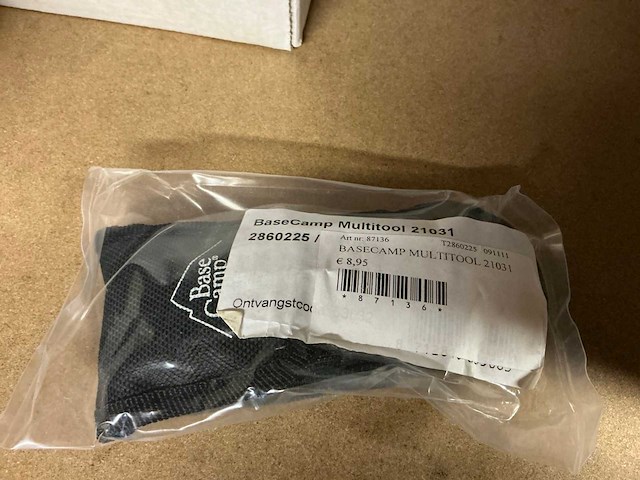 BaseCamp Multitool 21031
2860225 /
Art nr: 87136
T2860225 091111
BASECAMP MULTITOOL 21031
€ 8,95
* 8 7 1 3 6 *
Ontvangstcoo
Base
Camp®